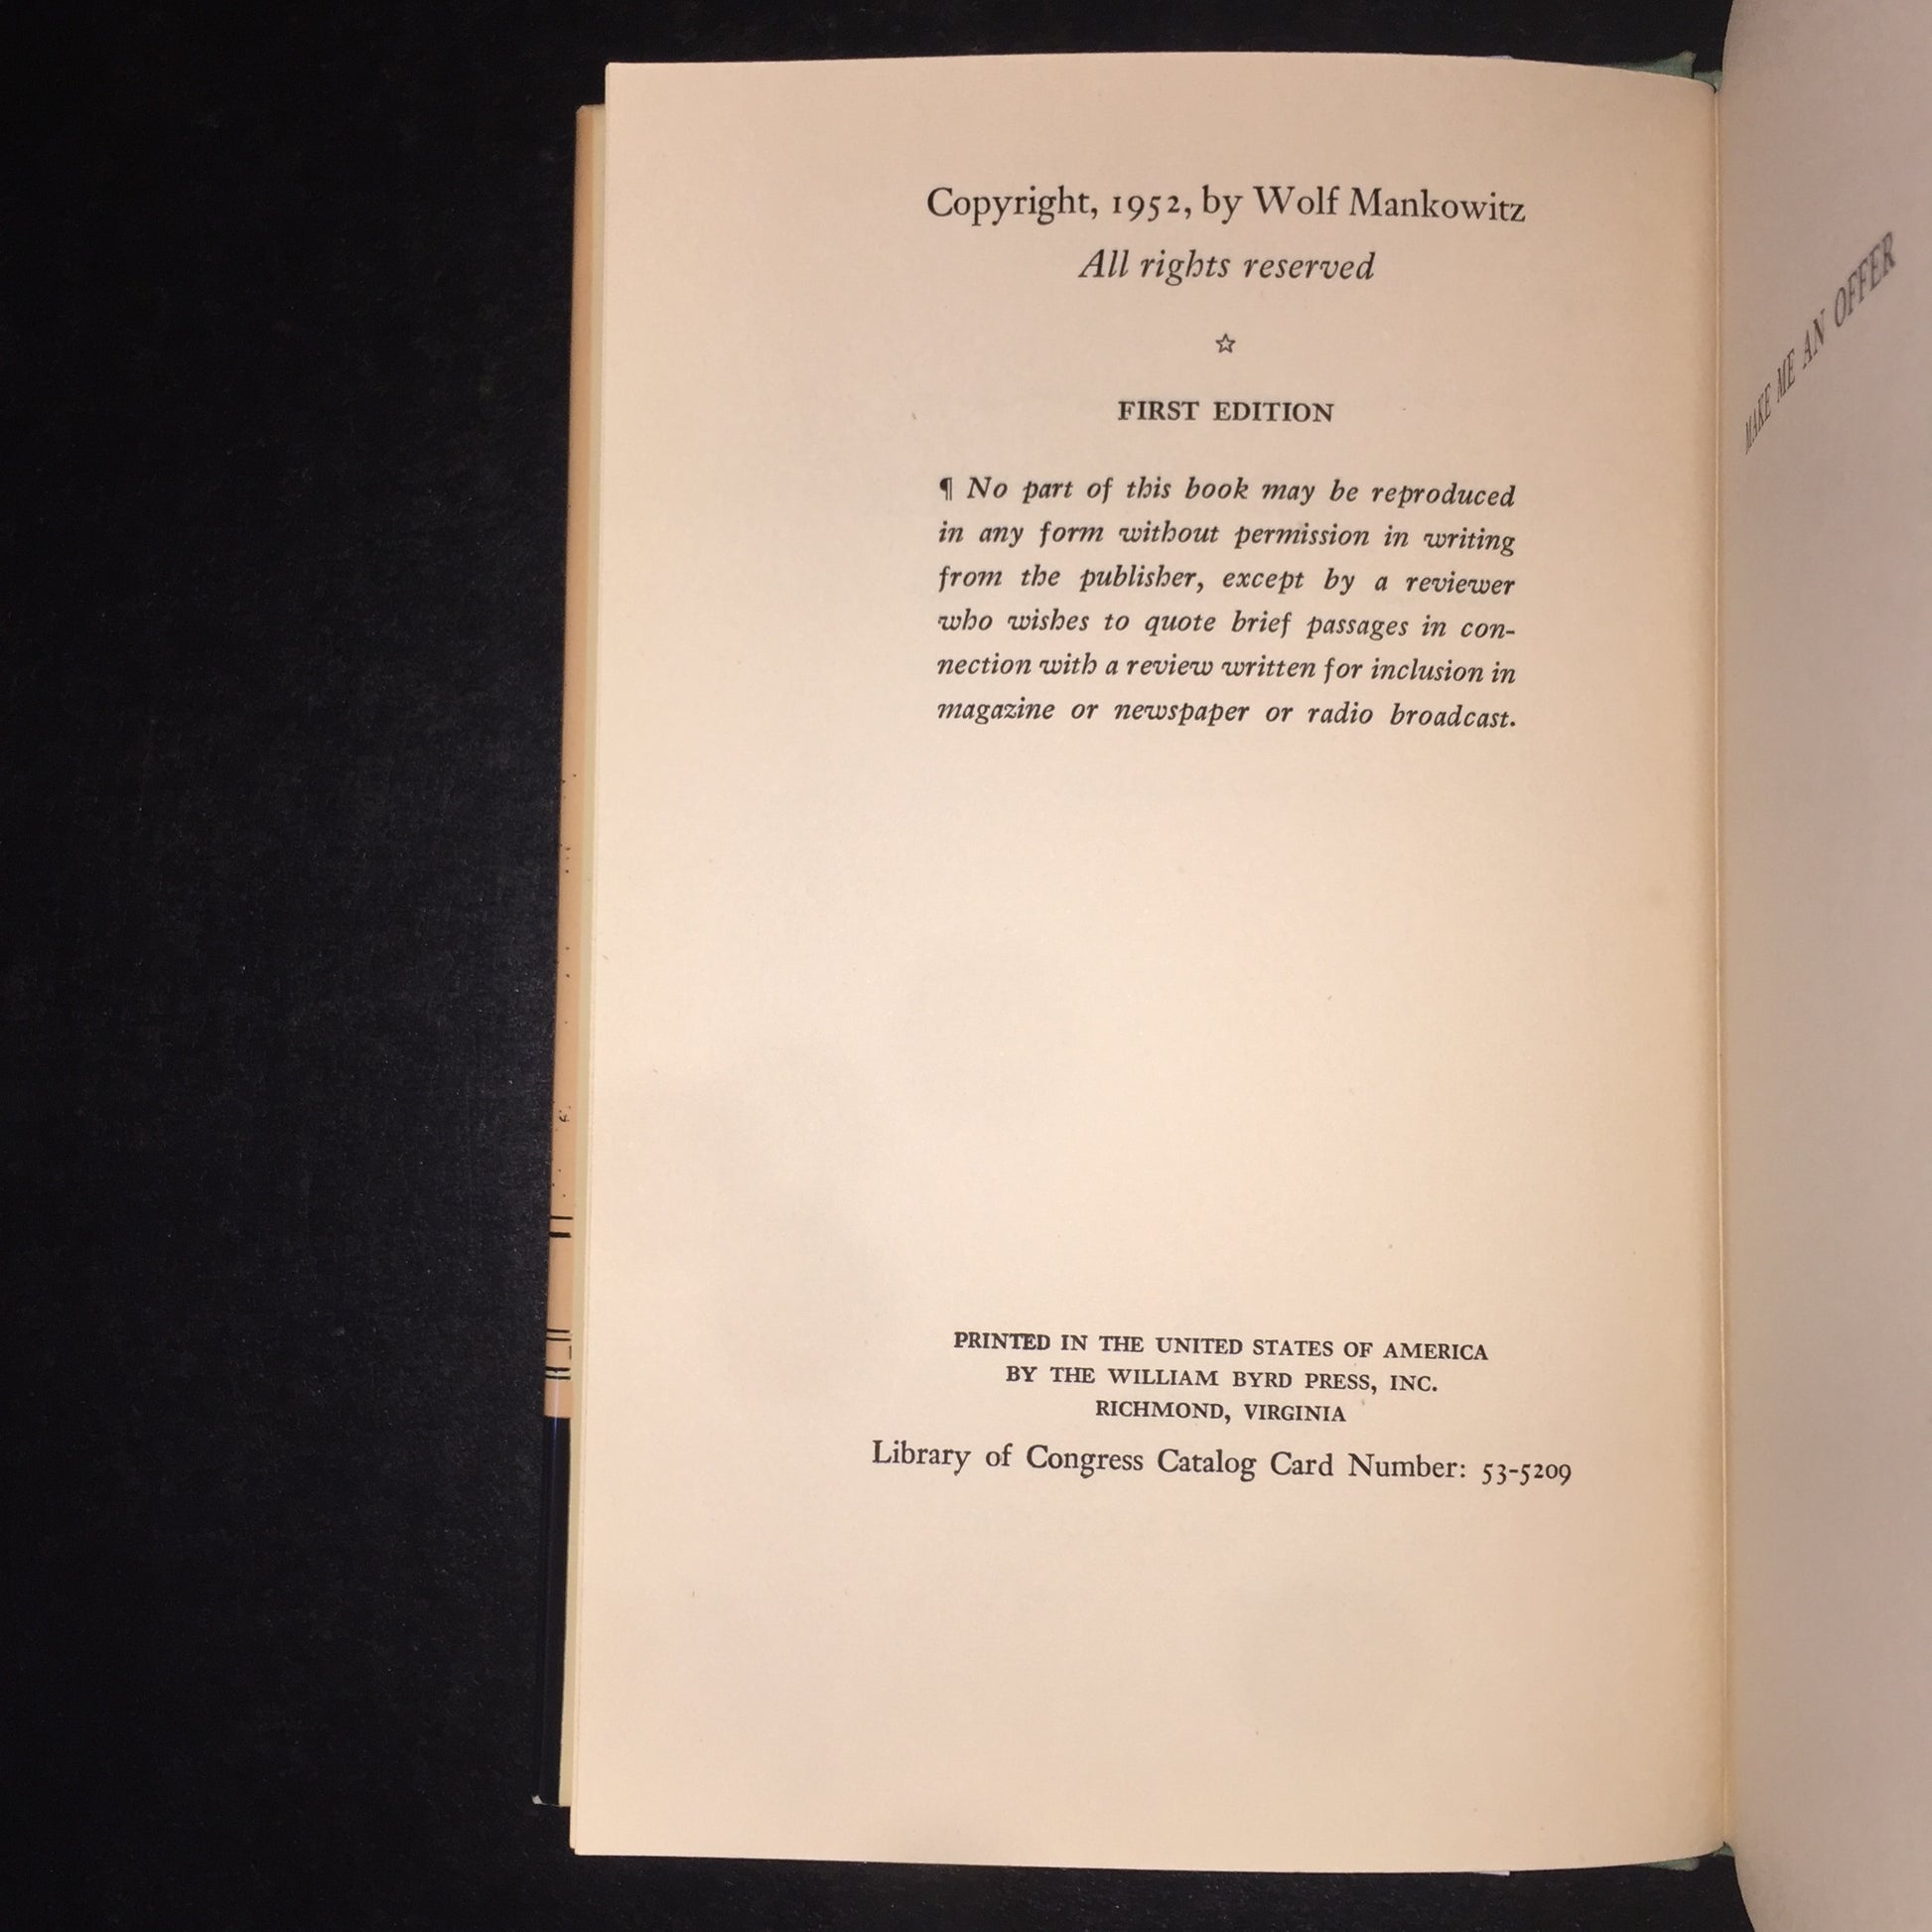 Copyright, 1952, by Wolf Mankowitz
All rights reserved
☆
FIRST EDITION
¶ No part of this book may be reproduced
in any form without permission in writing
from the publisher, except by a reviewer
who wishes to quote brief passages in con-
nection with a review written for inclusion in
magazine or newspaper or radio broadcast.
PRINTED IN THE UNITED STATES OF AMERICA
BY THE WILLIAM BYRD PRESS, INC.
RICHMOND, VIRGINIA
Library of Congress Catalog Card Number: 53-5209
MAKE ME AN OFFER